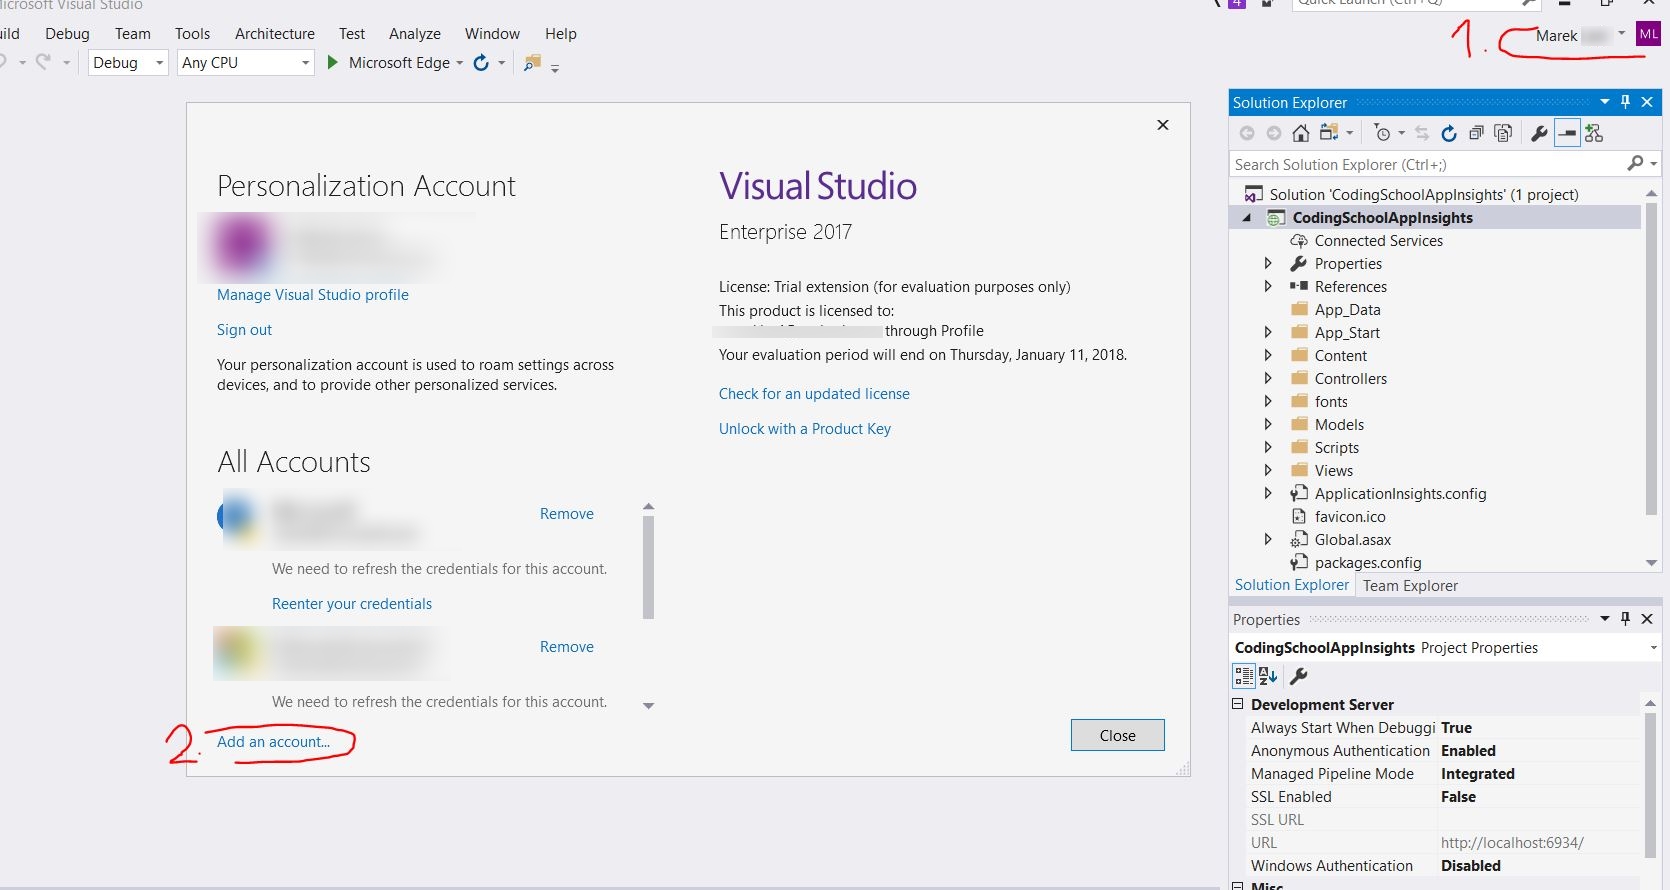 Microsoft Visual Studio
4
Quick Launch (Ctrl+Q)
1.
Marek
ML
Debug Team Tools Architecture Test Analyze Window Help
Debug Any CPU Microsoft Edge
Personalization Account
Manage Visual Studio profile
Sign out
Your personalization account is used to roam settings across
devices, and to provide other personalized services.
All Accounts
Remove
We need to refresh the credentials for this account.
Reenter your credentials
Remove
We need to refresh the credentials for this account.
2.
Add an account...
Visual Studio
Enterprise 2017
License: Trial extension (for evaluation purposes only)
This product is licensed to:
through Profile
Your evaluation period will end on Thursday, January 11, 2018.
Check for an updated license
Unlock with a Product Key
Close
Solution Explorer
Search Solution Explorer (Ctrl+;)
Solution 'CodingSchoolAppInsights' (1 project)
CodingSchoolAppInsights
Connected Services
Properties
References
App_Data
App_Start
Content
Controllers
fonts
Models
Scripts
Views
ApplicationInsights.config
favicon.ico
Global.asax
packages.config
Solution Explorer Team Explorer
Properties
CodingSchoolAppInsights Project Properties
Development Server
Always Start When Debuggi True
Anonymous Authentication Enabled
Managed Pipeline Mode Integrated
SSL Enabled False
SSL URL
URL http://localhost:6934/
Windows Authentication Disabled
Misc